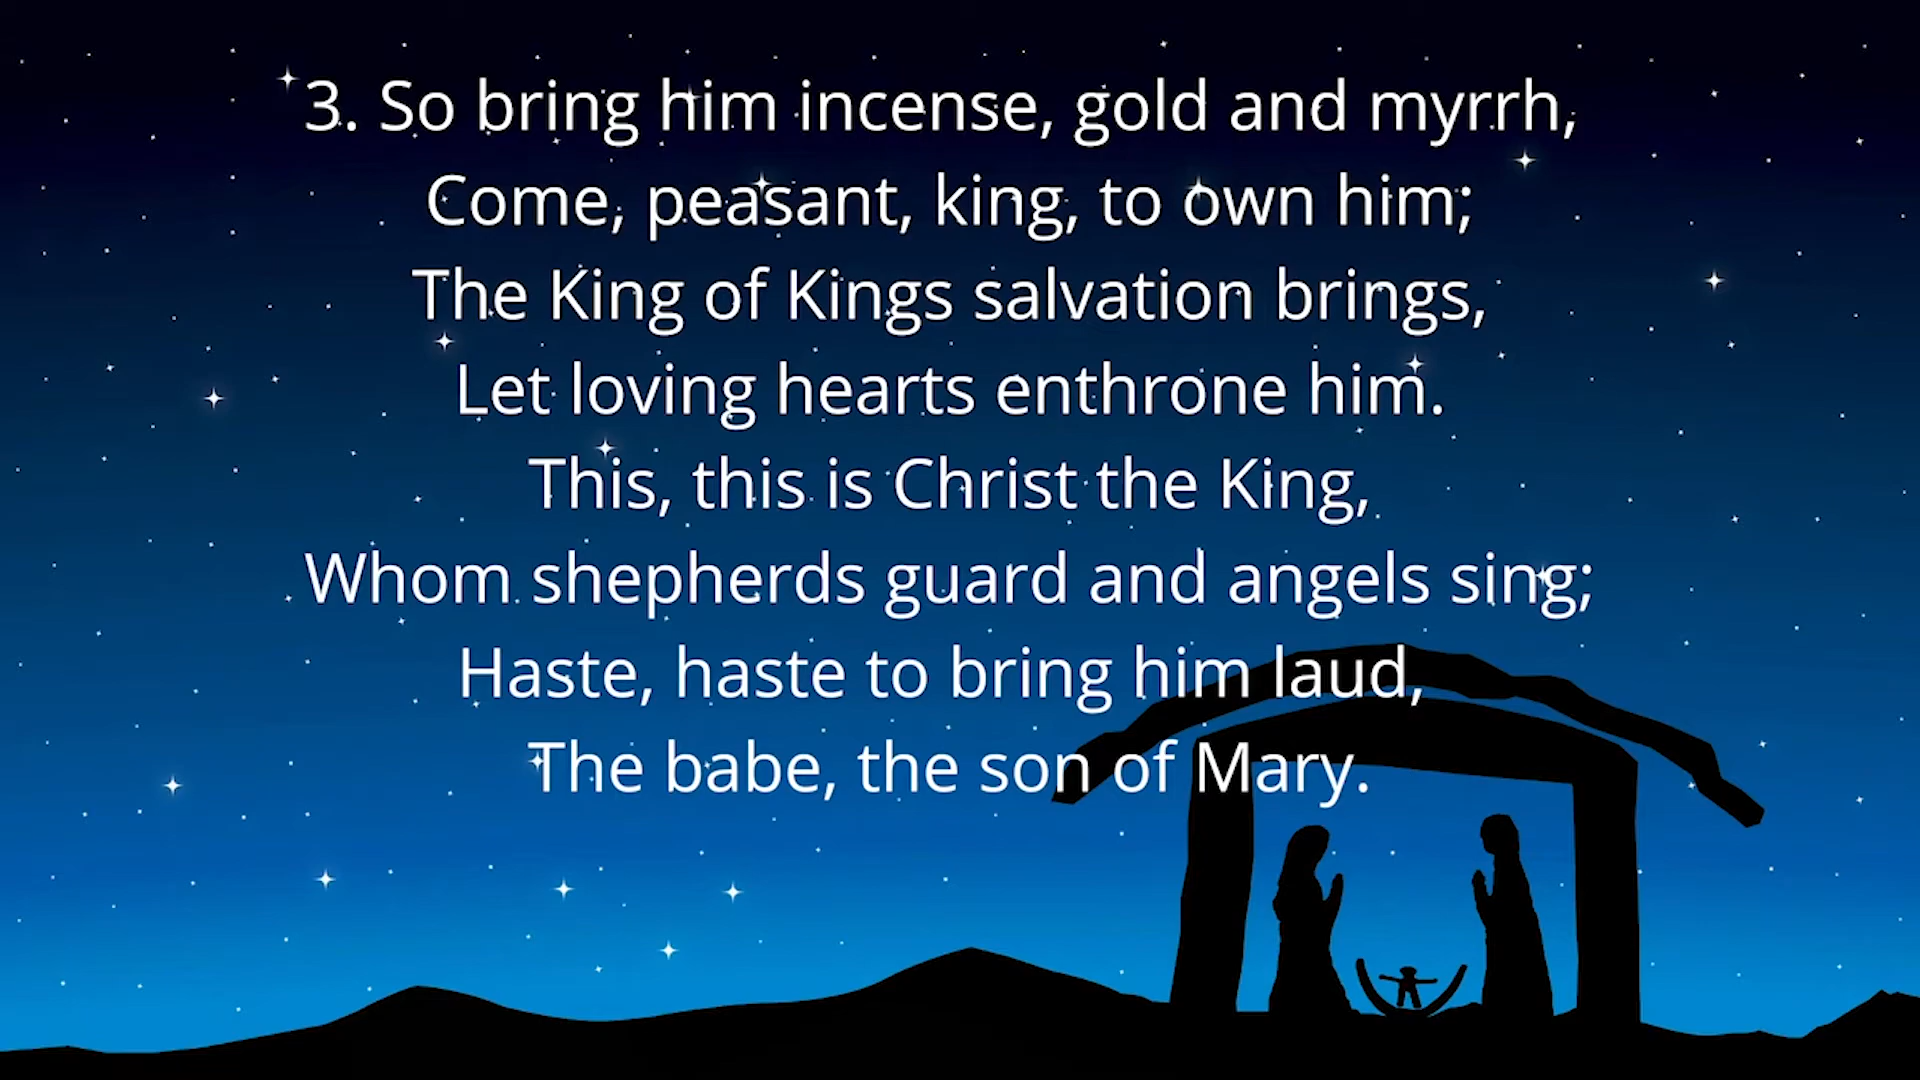 3. So bring him incense, gold and myrrh,
Come, peasant, king, to own him;
The King of Kings salvation brings,
Let loving hearts enthrone him.
This, this is Christ the King,
Whom shepherds guard and angels sing;
Haste, haste to bring him laud,
The babe, the son of Mary.